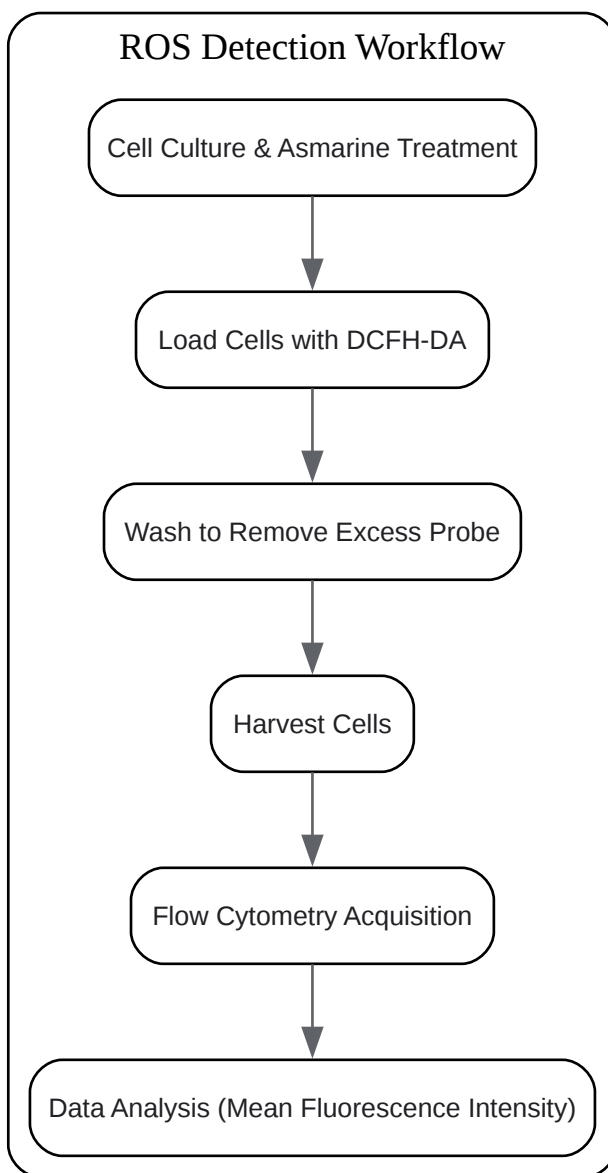 ROS Detection Workflow
Cell Culture & Asmarine Treatment
Load Cells with DCFH-DA
Wash to Remove Excess Probe
Harvest Cells
Flow Cytometry Acquisition
Data Analysis (Mean Fluorescence Intensity)